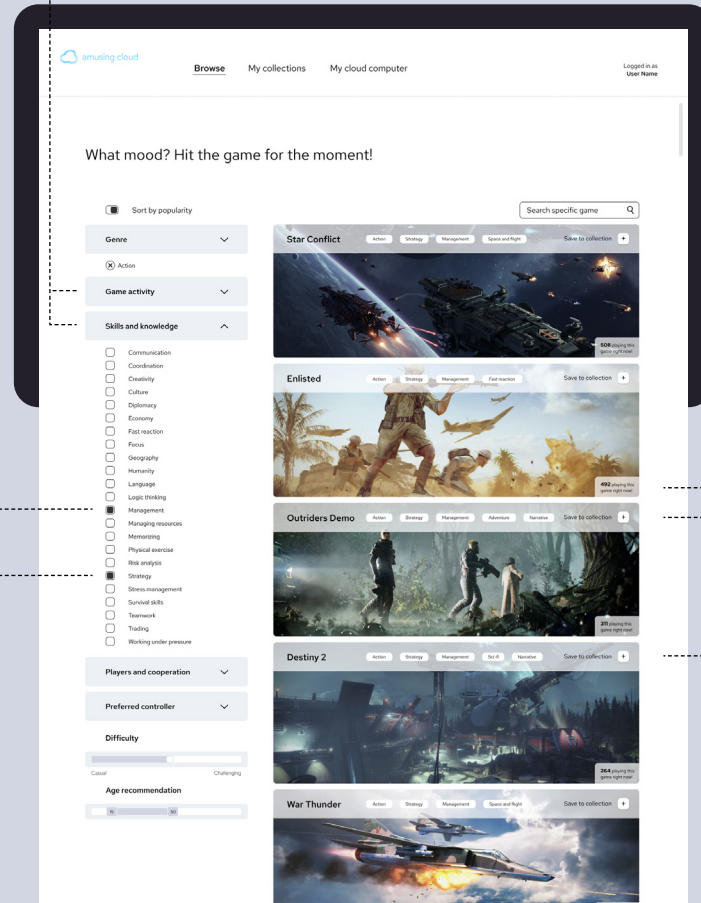 amusing cloud
Browse
My collections
My cloud computer
Logged in as
User Name
What mood? Hit the game for the moment!
Sort by popularity
Search specific game
Genre
Action
Game activity
Skills and knowledge
Communication
Coordination
Creativity
Culture
Diplomacy
Economy
Fast reaction
Focus
Geography
Humanity
Language
Logic thinking
Management
Managing resources
Memorizing
Physical exercise
Risk analysis
Strategy
Stress management
Survival skills
Teamwork
Trading
Working under pressure
Players and cooperation
Preferred controller
Difficulty
Casual
Challenging
Age recommendation
50
Star Conflict
Action
Strategy
Management
Space and flight
Save to collection
508 playing this
game right now!
Enlisted
Action
Strategy
Management
Fast reaction
Save to collection
492 playing this
game right now!
Outriders Demo
Action
Strategy
Management
Adventure
Narrative
Save to collection
311 playing this
game right now!
Destiny 2
Action
Strategy
Management
Sci-fi
Narrative
Save to collection
264 playing this
game right now!
War Thunder
Action
Strategy
Management
Space and flight
Save to collection